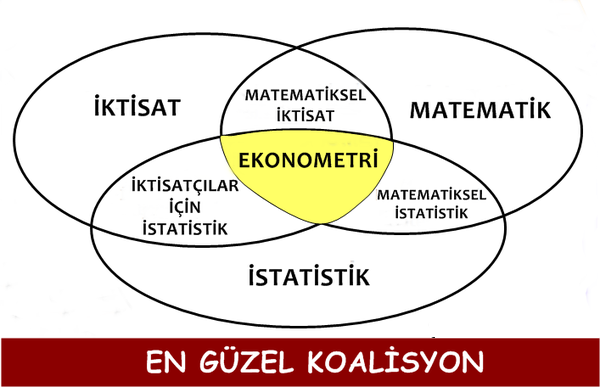 İKTİSAT
MATEMATİKSEL
İKTİSAT
MATEMATİK
EKONOMETRİ
İKTİSATÇILAR
İÇİN
İSTATİSTİK
MATEMATİKSEL
İSTATİSTİK
İSTATİSTİK
EN GÜZEL KOALİSYON